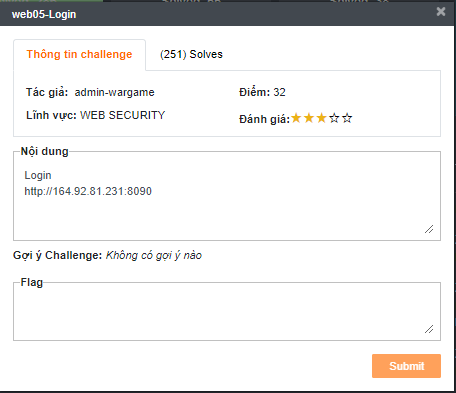 web05-Login
Thông tin challenge
(251) Solves
Tác giả: admin-wargame
Điểm: 32
Lĩnh vực: WEB SECURITY
Đánh giá:
Nội dung
Login
http://164.92.81.231:8090
Gợi ý Challenge: Không có gợi ý nào
Flag
Submit